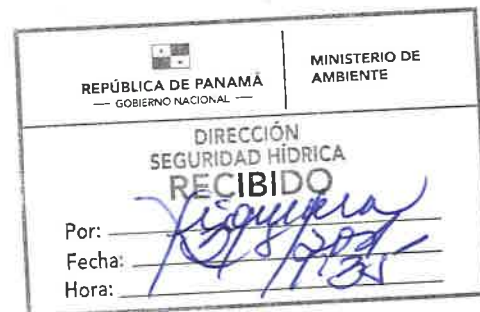 REPÚBLICA DE PANAMÁ
— GOBIERNO NACIONAL —
MINISTERIO DE
AMBIENTE
DIRECCIÓN
SEGURIDAD HÍDRICA
RECIBIDO
Por:
Fecha:
Hora: